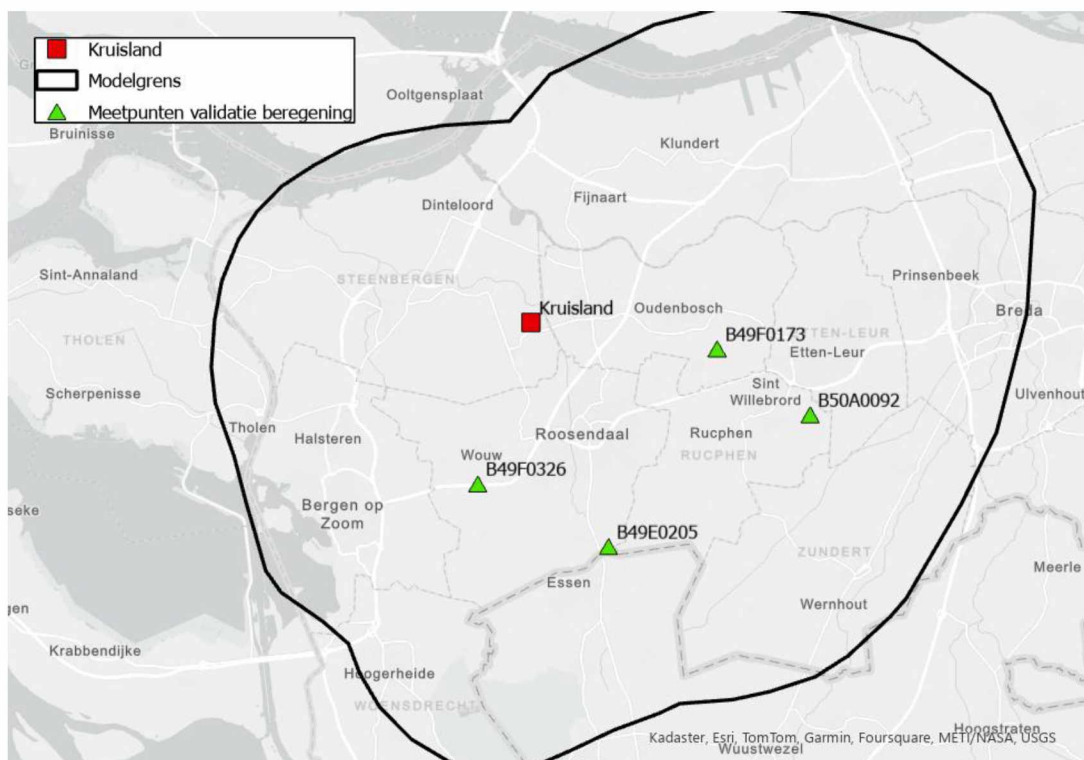 Kruisland
Modelgrens
Meetpunten validatie beregening
Bruinisse
Ooltgensplaat
Klundert
Fijnaart
Dinteloord
Sint-Annaland
STEENBERGEN
Prinsenbeek
Kruisland
Oudenbosch
Breda
THOLEN
B49F0173
ETTEN-LEUR
Etten-Leur
Scherpenisse
Sint
Willebrord
B50A0092
Ulvenhout
Tholen
Halsteren
Roosendaal
Rucphen
Wouw
RUCPHEN
B49F0326
Bergen op
Zoom
seke
B49E0205
ZUNDERT
Essen
Meerle
gen
Wernhout
Krabbendijke
Hoogerheide
WOENSDRECHT
Hoogstraten
Kadaster, Esri, TomTom, Garmin, Foursquare, METI/NASA, USGS
Wuustwezel